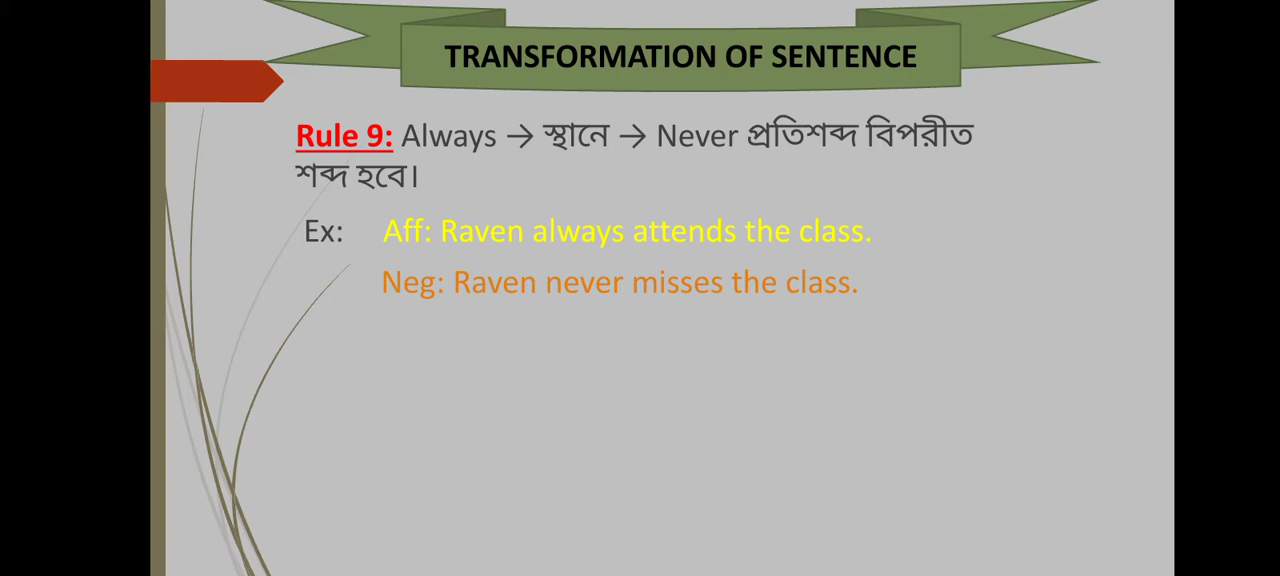 TRANSFORMATION OF SENTENCE
Rule 9: Always → স্থানে → Never প্রতিশব্দ বিপরীত
শব্দ হবে।
Ex: Aff: Raven always attends the class.
Neg: Raven never misses the class.